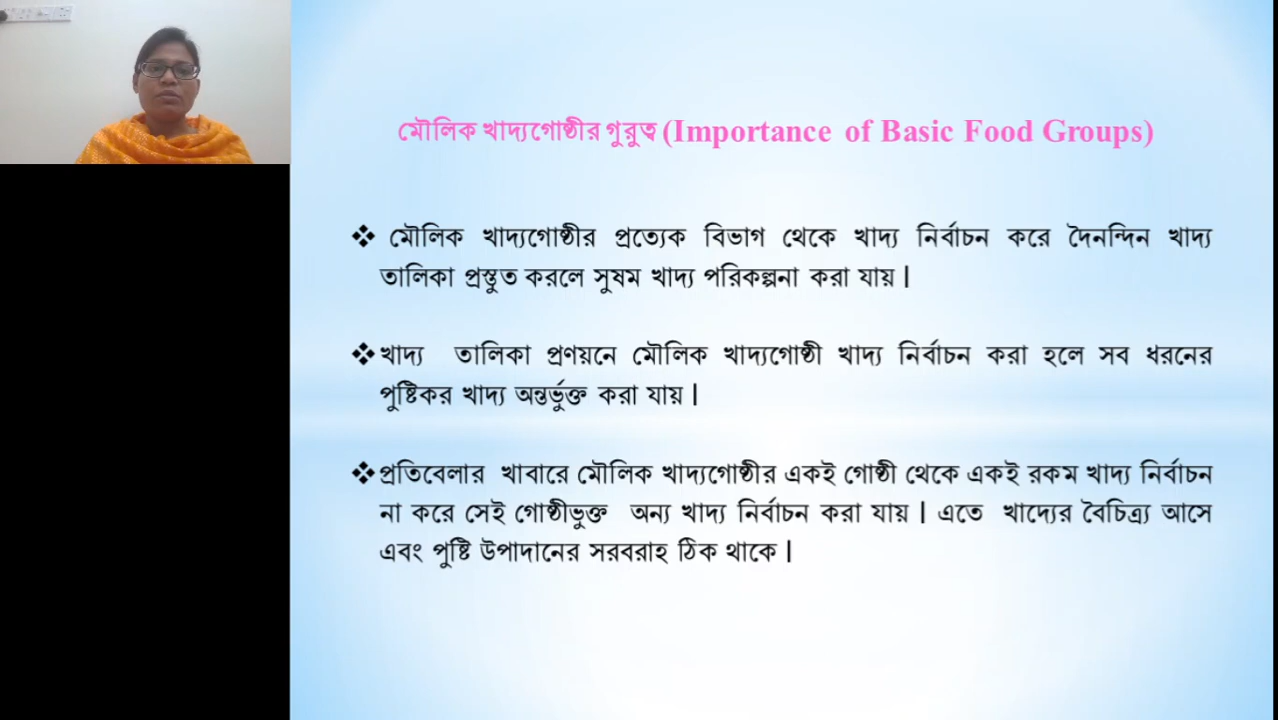 মৌলিক খাদ্যগোষ্ঠীর গুরুত্ব (Importance of Basic Food Groups)
❖ মৌলিক খাদ্যগোষ্ঠীর প্রত্যেক বিভাগ থেকে খাদ্য নির্বাচন করে দৈনন্দিন খাদ্য
তালিকা প্রস্তুত করলে সুষম খাদ্য পরিকল্পনা করা যায় |
❖ খাদ্য তালিকা প্রণয়নে মৌলিক খাদ্যগোষ্ঠী খাদ্য নির্বাচন করা হলে সব ধরনের
পুষ্টিকর খাদ্য অন্তর্ভুক্ত করা যায় |
❖ প্রতিবেলার খাবারে মৌলিক খাদ্যগোষ্ঠীর একই গোষ্ঠী থেকে একই রকম খাদ্য নির্বাচন
না করে সেই গোষ্ঠীভুক্ত অন্য খাদ্য নির্বাচন করা যায় | এতে খাদ্যের বৈচিত্র্য আসে
এবং পুষ্টি উপাদানের সরবরাহ ঠিক থাকে |